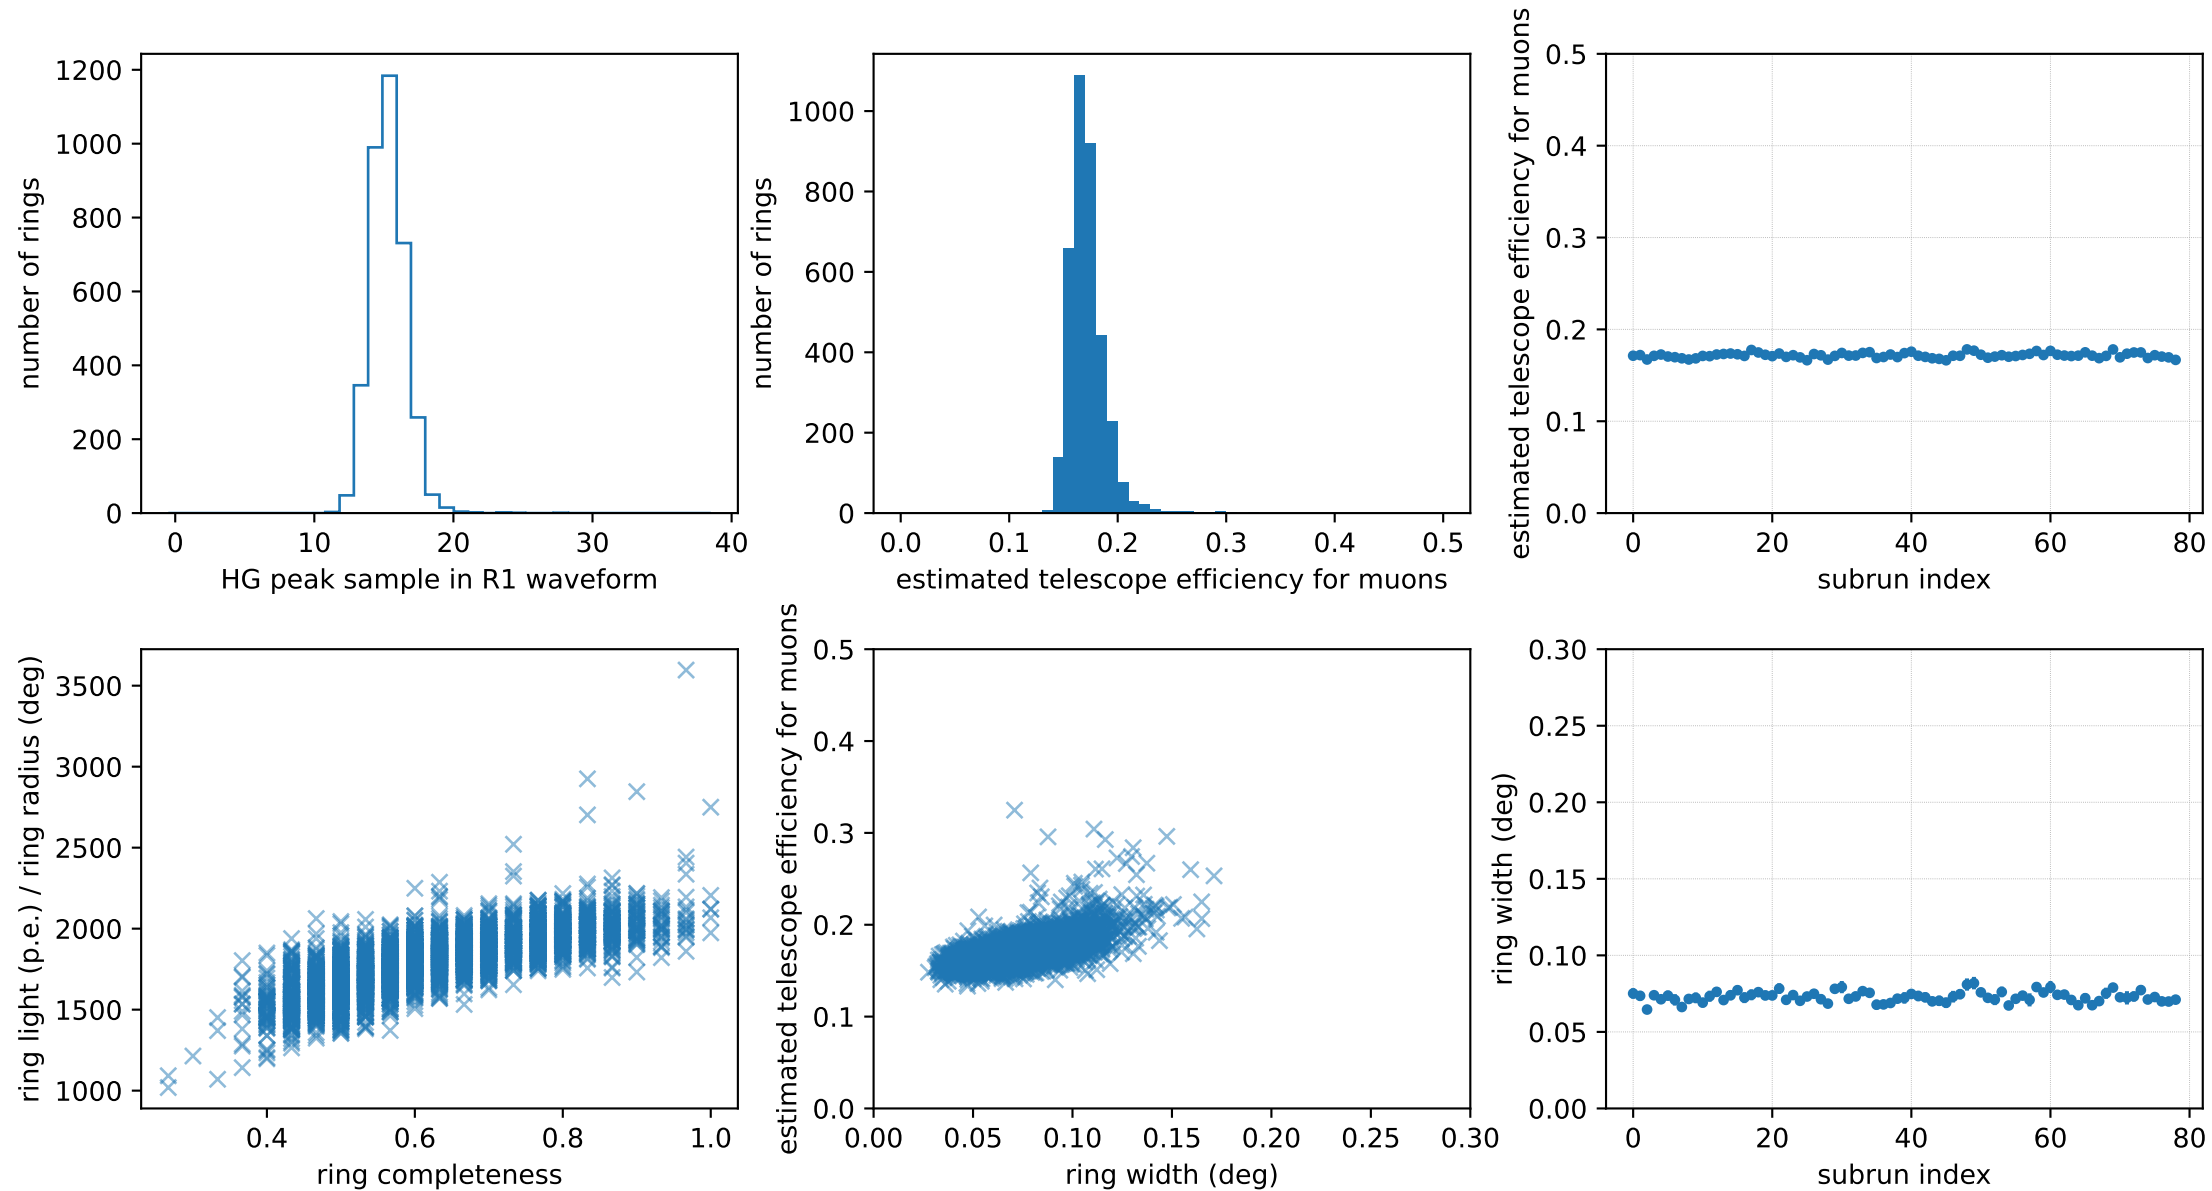 number of rings
1200
1000
800
600
400
200
0
0 10 20 30 40
HG peak sample in R1 waveform
number of rings
1000
800
600
400
200
0
0.0 0.1 0.2 0.3 0.4 0.5
estimated telescope efficiency for muons
estimated telescope efficiency for muons
0.5
0.4
0.3
0.2
0.1
0.0
0 20 40 60 80
subrun index
ring light (p.e.) / ring radius (deg)
3500
3000
2500
2000
1500
1000
0.4 0.6 0.8 1.0
ring completeness
estimated telescope efficiency for muons
0.5
0.4
0.3
0.2
0.1
0.0
0.00 0.05 0.10 0.15 0.20 0.25 0.30
ring width (deg)
ring width (deg)
0.30
0.25
0.20
0.15
0.10
0.05
0.00
0 20 40 60 80
subrun index